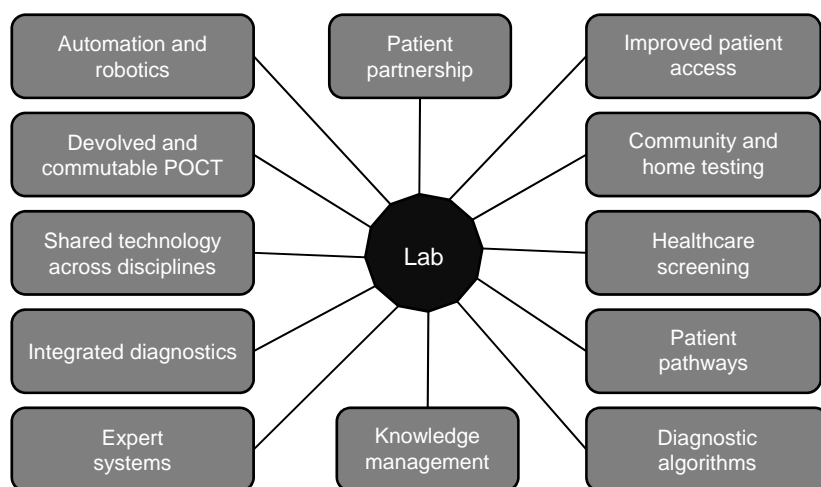 Automation and
robotics
Patient
partnership
Improved patient
access
Devolved and
commutable POCT
Community and
home testing
Shared technology
across disciplines
Lab
Healthcare
screening
Integrated diagnostics
Patient
pathways
Expert
systems
Knowledge
management
Diagnostic
algorithms